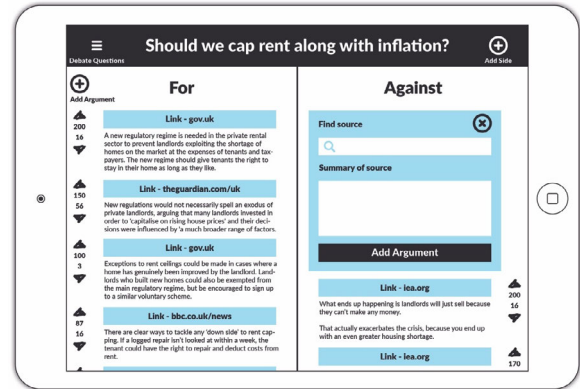 Should we cap rent along with inflation?
Debate Questions
Add Side
For
Add Argument
200
16
Link - gov.uk
A new regulatory regime is needed in the private rental
sector to prevent landlords exploiting the shortage of
homes on the market at the expenses of tenants and tax-
payers. The new regime should give tenants the right to
stay in their home as long as they like.
150
56
Link - theguardian.com/uk
New regulations would not necessarily spell an exodus of
private landlords, arguing that many landlords invested in
order to 'capitalise on rising house prices' and their deci-
sions were influenced by 'a much broader range of factors.
100
3
Link - gov.uk
Exceptions to rent ceilings could be made in cases where a
home has genuinely been improved by the landlord. Land-
lords who built new homes could also be exempted from
the main regulatory regime, but be encouraged to sign up
to a similar voluntary scheme.
87
16
Link - bbc.co.uk/news
There are clear ways to tackle any 'down side' to rent cap-
ping. If a logged repair isn't looked at within a week, the
tenant could have the right to repair and deduct costs from
rent.
Against
Find source
Summary of source
Add Argument
Link - iea.org
What ends up happening is landlords will just sell because
they can't make any money.
That actually exacerbates the crisis, because you end up
with an even greater housing shortage.
200
16
Link - iea.org
170